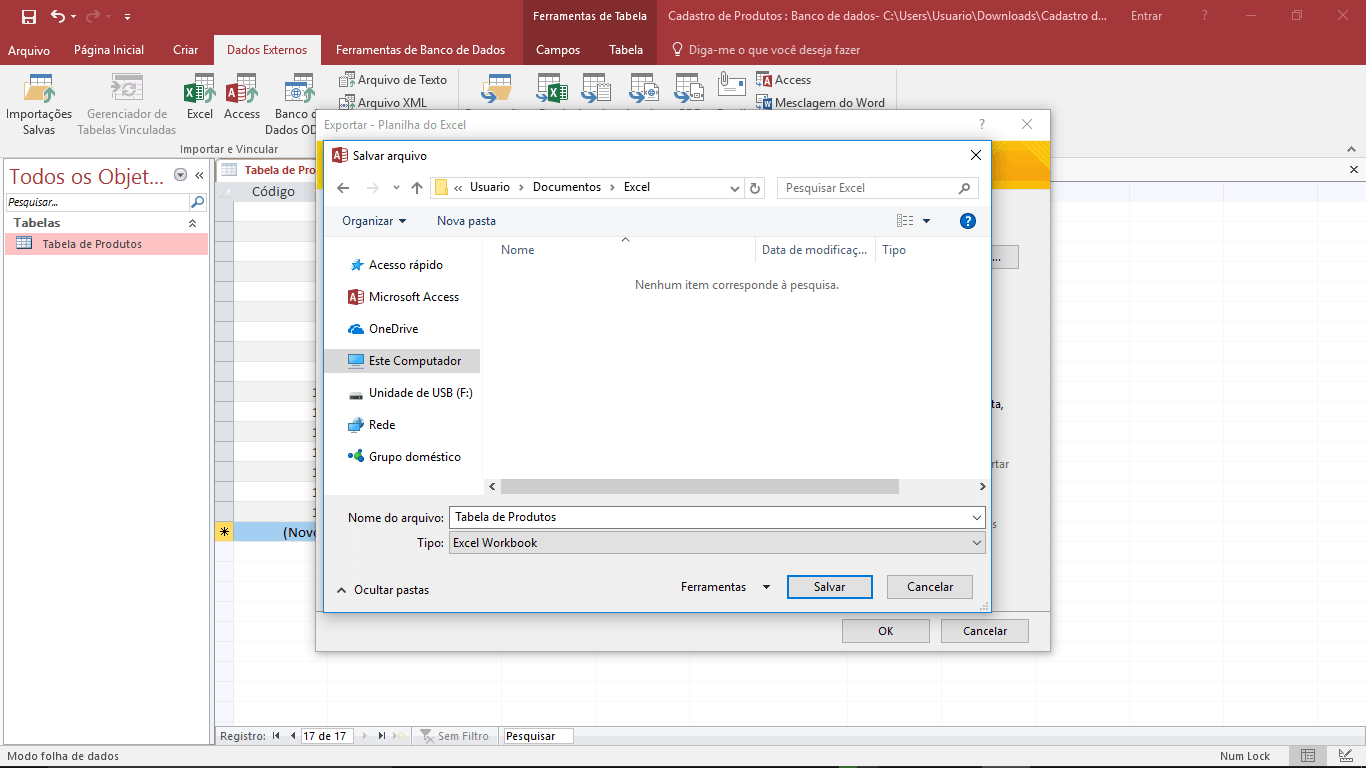 Ferramentas de Tabela
Cadastro de Produtos : Banco de dados- C:\Users\Usuario\Downloads\Cadastro d...
Entrar
?
Arquivo
Página Inicial
Criar
Dados Externos
Ferramentas de Banco de Dados
Campos
Tabela
Diga-me o que você deseja fazer
Importações
Salvas
Gerenciador de
Tabelas Vinculadas
Excel
Access
Banco d
Dados OD
Arquivo de Texto
Arquivo XML
Access
Mesclagem do Word
Importar e Vincular
Exportar - Planilha do Excel
?
Todos os Objet...
Pesquisar...
Tabelas
Tabela de Produtos
Tabela de Pro
Código
1
1
1
1
1
1
1
(Novo
Salvar arquivo
« Usuario > Documentos > Excel
Pesquisar Excel
Organizar
Nova pasta
?
Nome
Data de modificaç...
Tipo
Nenhum item corresponde à pesquisa.
Acesso rápido
Microsoft Access
OneDrive
Este Computador
Unidade de USB (F:)
Rede
Grupo doméstico
Nome do arquivo: Tabela de Produtos
Tipo: Excel Workbook
Ocultar pastas
Ferramentas
Salvar
Cancelar
...
ta,
rtar
s
OK
Cancelar
Registro:
17 de 17
Sem Filtro
Pesquisar
Modo folha de dados
Num Lock